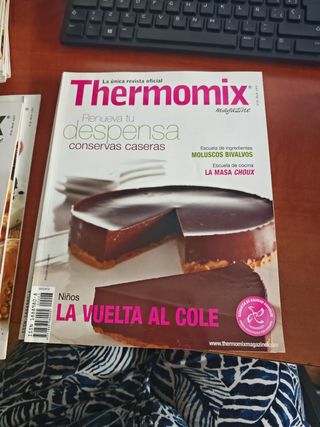 La única revista oficial
Thermomix
magazine
Renueva tu
despensa
conservas caseras
Escuela de ingredientes
MOLUSCOS BIVALVOS
Escuela de cocina
LA MASA CHOUX
Niños
LA VUELTA AL COLE
www.thermomixmagazine.com